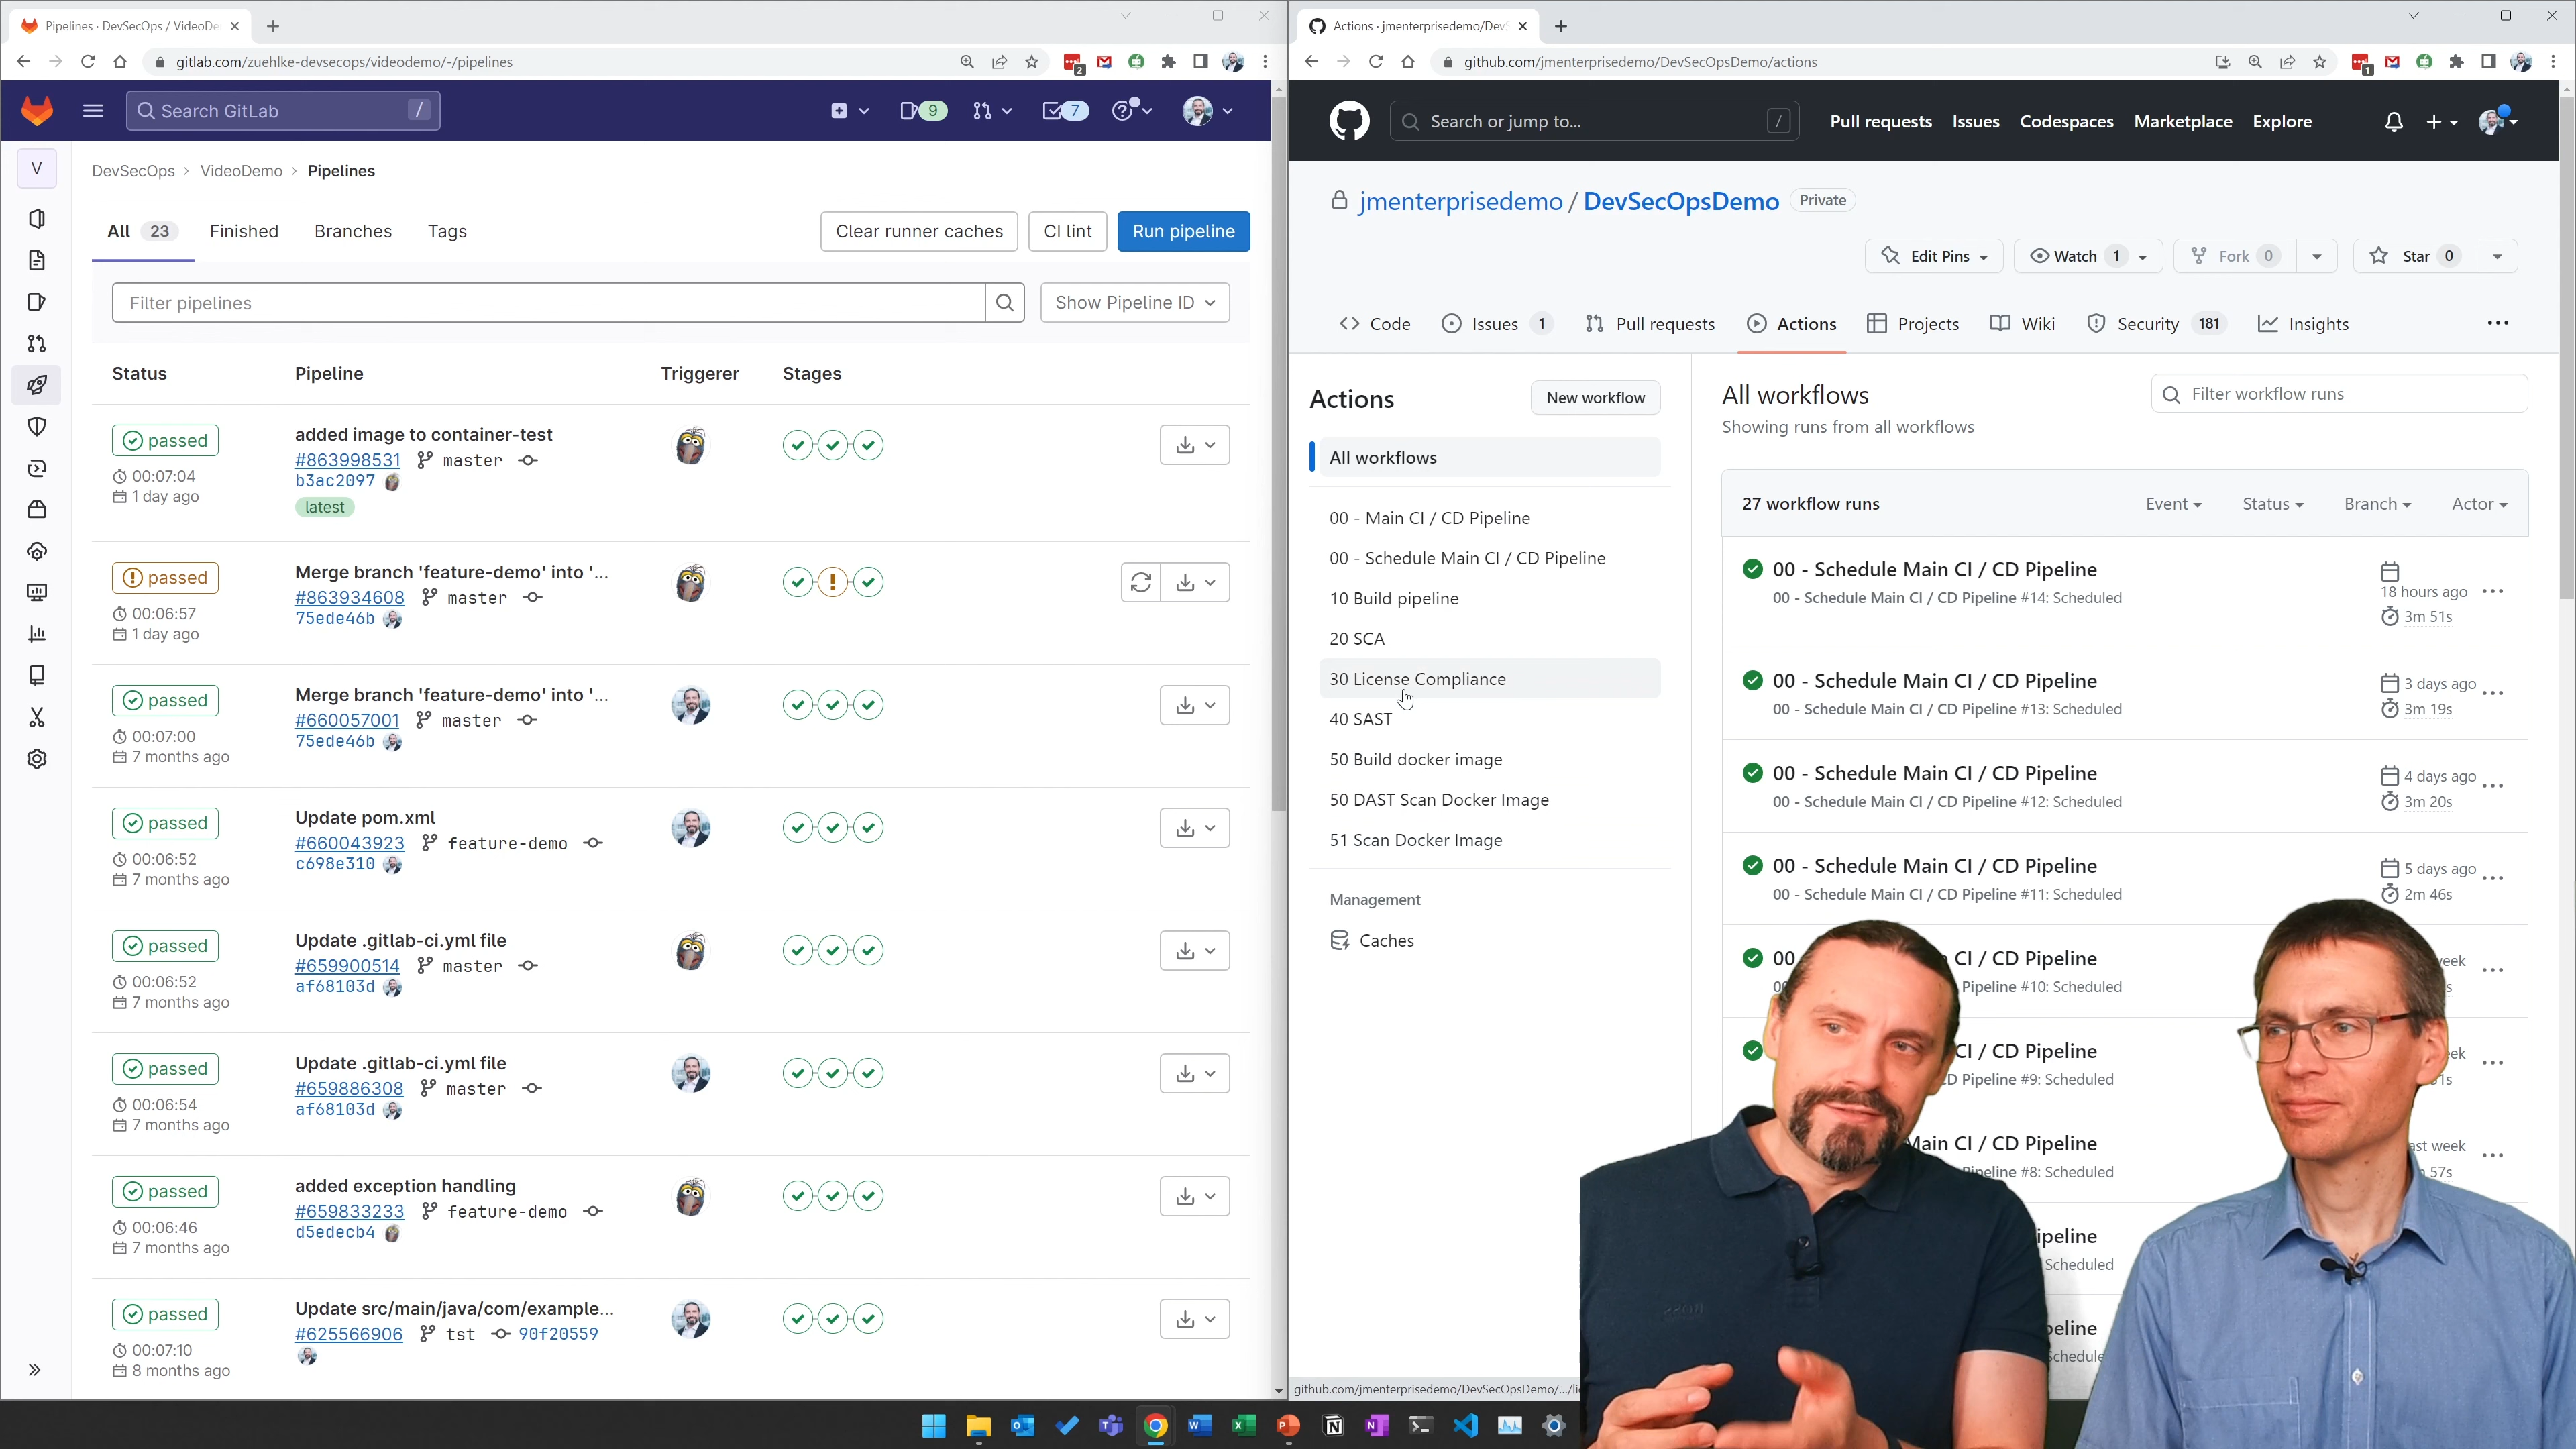 Pipelines · DevSecOps / VideoDe
gitlab.com/zuehlke-devsecops/videodemo/-/pipelines
2
Search GitLab
/
9
7
V
DevSecOps > VideoDemo > Pipelines
All 23 Finished Branches Tags
Clear runner caches CI lint Run pipeline
Filter pipelines
Show Pipeline ID
Status Pipeline Triggerer Stages
passed added image to container-test
#863998531 master
00:07:04 b3ac2097
1 day ago
latest
passed Merge branch 'feature-demo' into '...
#863934608 master
00:06:57 75ede46b
1 day ago
passed Merge branch 'feature-demo' into '...
#660057001 master
00:07:00 75ede46b
7 months ago
passed Update pom.xml
#660043923 feature-demo
00:06:52 c698e310
7 months ago
passed Update .gitlab-ci.yml file
#659900514 master
00:06:52 af68103d
7 months ago
passed Update .gitlab-ci.yml file
#659886308 master
00:06:54 af68103d
7 months ago
passed added exception handling
#659833233 feature-demo
00:06:46 d5edecb4
7 months ago
passed Update src/main/java/com/example...
#625566906 tst 90f20559
00:07:10
8 months ago
Actions · jmenterprisedemo/Dev
github.com/jmenterprisedemo/DevSecOpsDemo/actions
1
Search or jump to...
/
Pull requests Issues Codespaces Marketplace Explore
jmenterprisedemo / DevSecOpsDemo Private
Edit Pins Watch 1 Fork 0 Star 0
Code Issues 1 Pull requests Actions Projects Wiki Security 181 Insights
Actions
New workflow
All workflows
00 - Main CI / CD Pipeline
00 - Schedule Main CI / CD Pipeline
10 Build pipeline
20 SCA
30 License Compliance
40 SAST
50 Build docker image
50 DAST Scan Docker Image
51 Scan Docker Image
Management
Caches
All workflows
Showing runs from all workflows
Filter workflow runs
27 workflow runs
Event Status Branch Actor
00 - Schedule Main CI / CD Pipeline
00 - Schedule Main CI / CD Pipeline #14: Scheduled
18 hours ago
3m 51s
00 - Schedule Main CI / CD Pipeline
00 - Schedule Main CI / CD Pipeline #13: Scheduled
3 days ago
3m 19s
00 - Schedule Main CI / CD Pipeline
00 - Schedule Main CI / CD Pipeline #12: Scheduled
4 days ago
3m 20s
00 - Schedule Main CI / CD Pipeline
00 - Schedule Main CI / CD Pipeline #11: Scheduled
5 days ago
2m 46s
00 CI / CD Pipeline
Pipeline #10: Scheduled
CI / CD Pipeline
CD Pipeline #9: Scheduled
Main CI / CD Pipeline
Pipeline #8: Scheduled
57s
github.com/jmenterprisedemo/DevSecOpsDemo/.../li